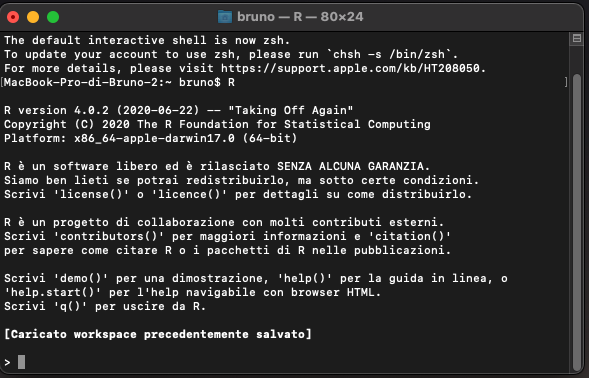 bruno — R — 80×24
The default interactive shell is now zsh.
To update your account to use zsh, please run `chsh -s /bin/zsh`.
For more details, please visit https://support.apple.com/kb/HT208050.
[MacBook-Pro-di-Bruno-2:~ bruno$ R ]
R version 4.0.2 (2020-06-22) -- "Taking Off Again"
Copyright (C) 2020 The R Foundation for Statistical Computing
Platform: x86_64-apple-darwin17.0 (64-bit)
R è un software libero ed è rilasciato SENZA ALCUNA GARANZIA.
Siamo ben lieti se potrai redistribuirlo, ma sotto certe condizioni.
Scrivi 'license()' o 'licence()' per dettagli su come distribuirlo.
R è un progetto di collaborazione con molti contributi esterni.
Scrivi 'contributors()' per maggiori informazioni e 'citation()'
per sapere come citare R o i pacchetti di R nelle pubblicazioni.
Scrivi 'demo()' per una dimostrazione, 'help()' per la guida in linea, o
'help.start()' per l'help navigabile con browser HTML.
Scrivi 'q()' per uscire da R.
[Caricato workspace precedentemente salvato]
>